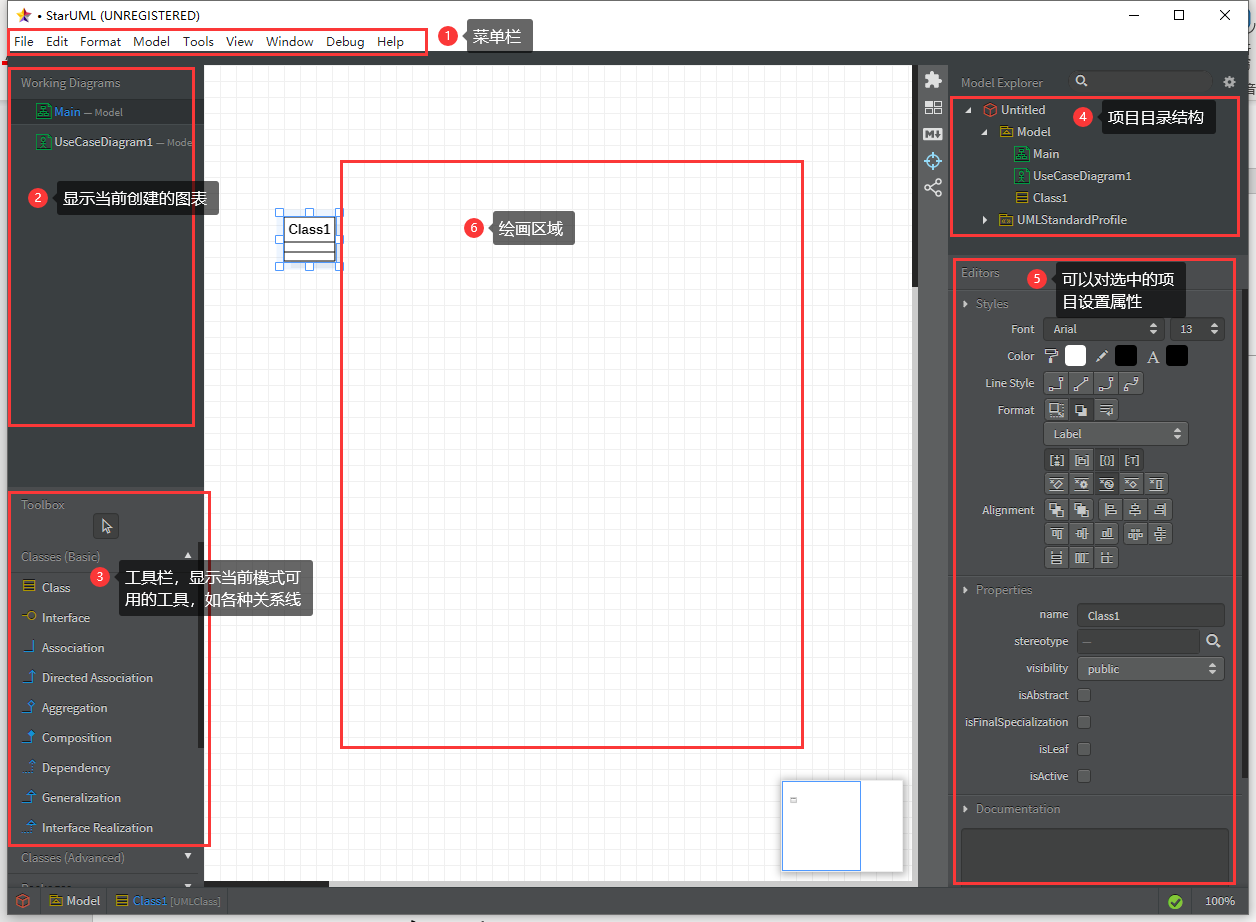 • StarUML (UNREGISTERED)
File Edit Format Model Tools View Window Debug Help
1 菜单栏
Working Diagrams
Main — Model
UseCaseDiagram1 — Mode
2 显示当前创建的图表
Toolbox
Classes (Basic)
3 工具栏，显示当前模式可
用的工具，如各种关系线
Class
Interface
Association
Directed Association
Aggregation
Composition
Dependency
Generalization
Interface Realization
Classes (Advanced)
Class1
6 绘画区域
Model Explorer
Untitled
4 项目目录结构
Model
Main
UseCaseDiagram1
Class1
UMLStandardProfile
Editors
5 可以对选中的项
目设置属性
Styles
Font Arial 13
Color A
Line Style
Format
Label
Alignment
Properties
name Class1
stereotype —
visibility public
isAbstract
isFinalSpecialization
isLeaf
isActive
Documentation
Model Class1 [UMLClass]
100%